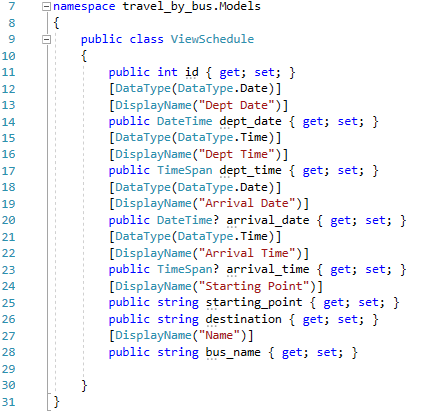 7 namespace travel_by_bus.Models
8 {
9 public class ViewSchedule
10 {
11 public int id { get; set; }
12 [DataType(DataType.Date)]
13 [DisplayName("Dept Date")]
14 public DateTime dept_date { get; set; }
15 [DataType(DataType.Time)]
16 [DisplayName("Dept Time")]
17 public TimeSpan dept_time { get; set; }
18 [DataType(DataType.Date)]
19 [DisplayName("Arrival Date")]
20 public DateTime? arrival_date { get; set; }
21 [DataType(DataType.Time)]
22 [DisplayName("Arrival Time")]
23 public TimeSpan? arrival_time { get; set; }
24 [DisplayName("Starting Point")]
25 public string starting_point { get; set; }
26 public string destination { get; set; }
27 [DisplayName("Name")]
28 public string bus_name { get; set; }
29
30 }
31 }